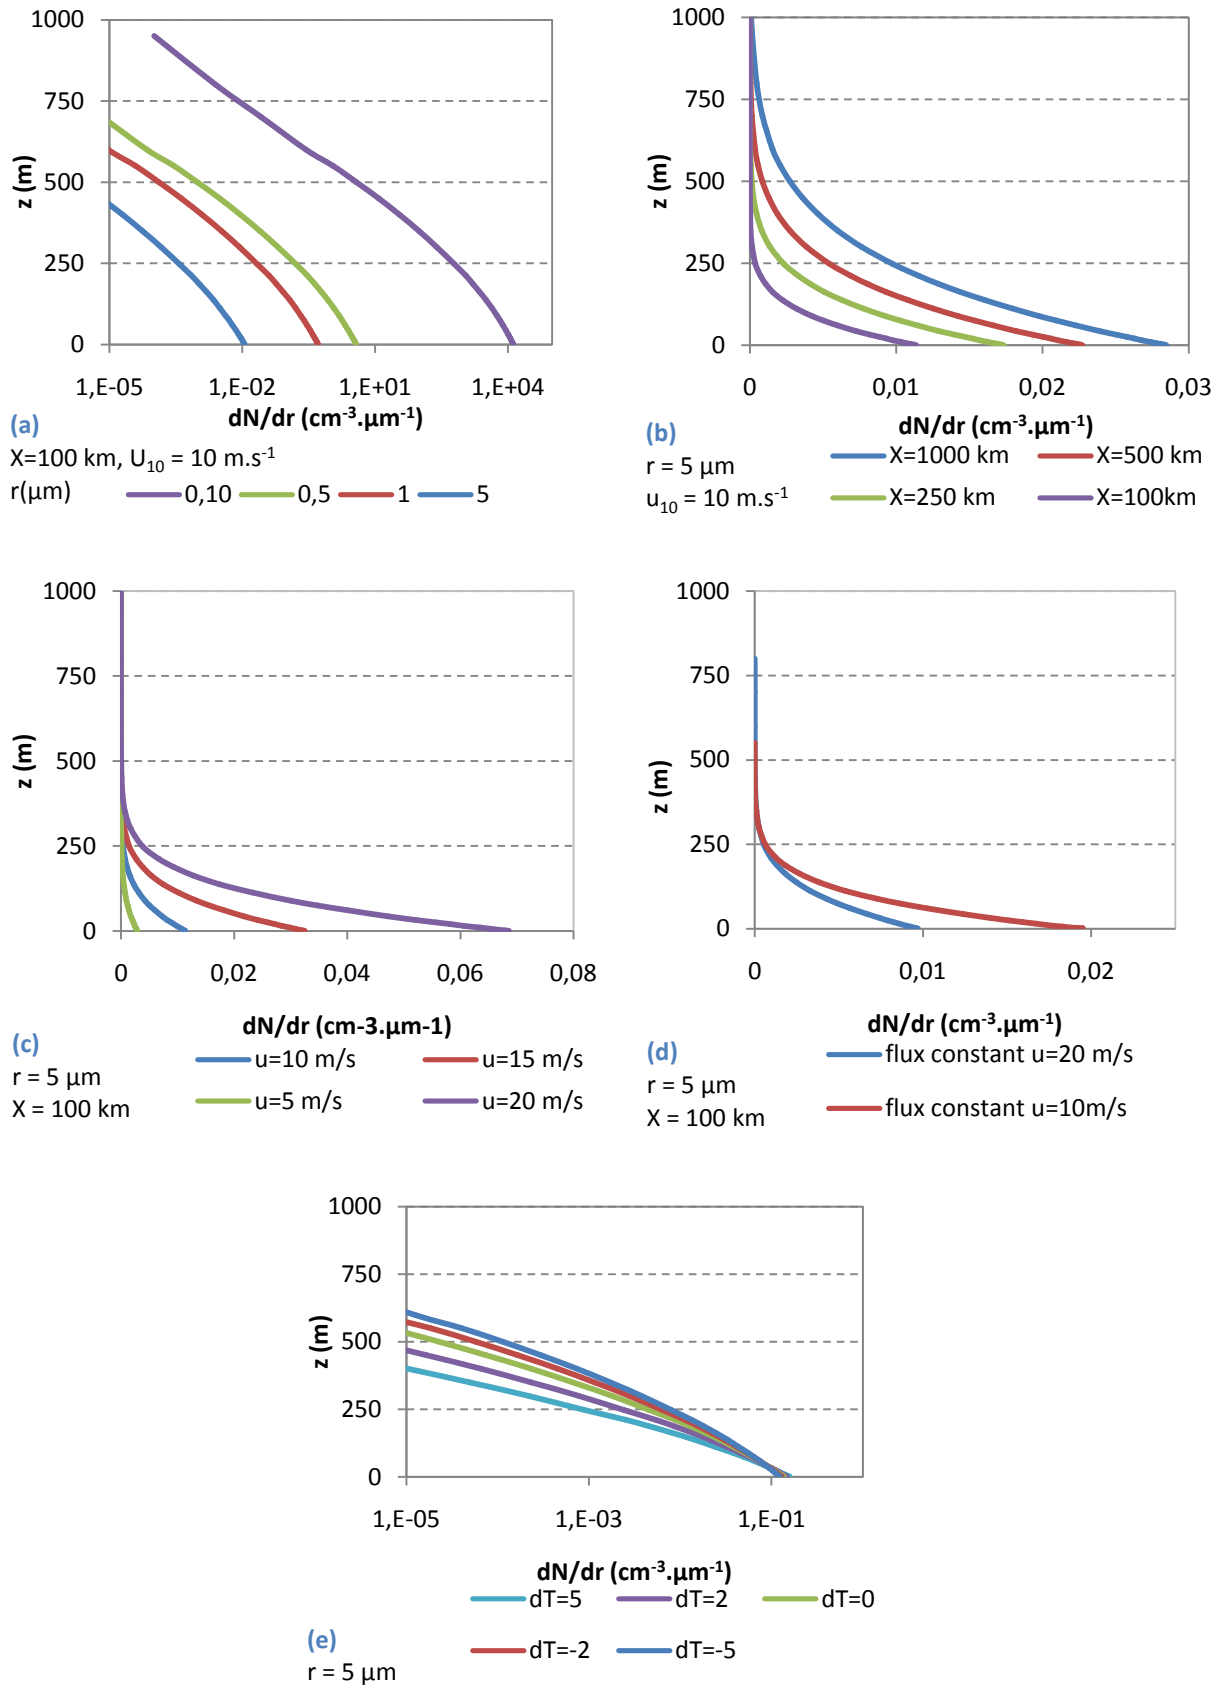 1000
750
500
250
0
z (m)
1,E-05 1,E-02 1,E+01 1,E+04
dN/dr (cm-3.µm-1)
(a)
X=100 km, U10 = 10 m.s-1
r(µm) 0,10 0,5 1 5
1000
750
500
250
0
z (m)
0 0,01 0,02 0,03
dN/dr (cm-3.µm-1)
(b)
r = 5 µm
u10 = 10 m.s-1
X=1000 km X=500 km
X=250 km X=100km
1000
750
500
250
0
z (m)
0 0,02 0,04 0,06 0,08
dN/dr (cm-3.µm-1)
(c)
r = 5 µm
X = 100 km
u=10 m/s u=15 m/s
u=5 m/s u=20 m/s
1000
750
500
250
0
z (m)
0 0,01 0,02
dN/dr (cm-3.µm-1)
(d)
r = 5 µm
X = 100 km
flux constant u=20 m/s
flux constant u=10m/s
1000
750
500
250
0
z (m)
1,E-05 1,E-03 1,E-01
dN/dr (cm-3.µm-1)
dT=5 dT=2 dT=0
dT=-2 dT=-5
(e)
r = 5 µm